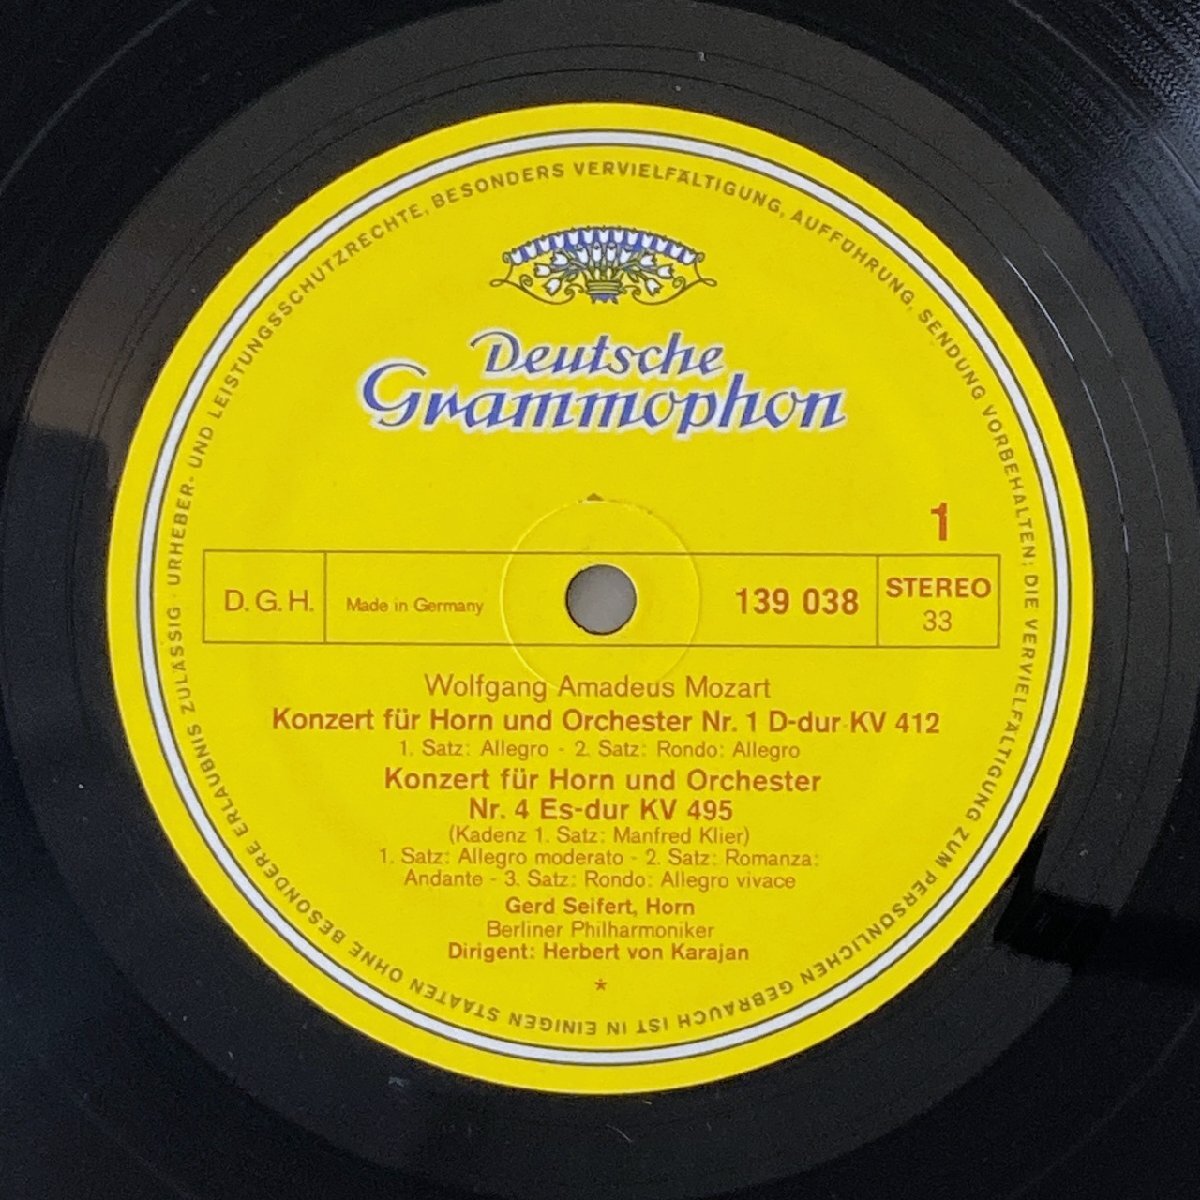 URHEBER- UND LEISTUNGSSCHUTZRECHTE, BESONDERS VERVIELFÄLTIGUNG, AUFFÜHRUNG, SENDUNG VORBEHALTEN; DIE VERVIELFÄLTIGUNG ZUM PERSÖNLICHEN GEBRAUCH IST IN EINIGEN STAATEN OHNE BESONDERE ERLAUBNIS ZULÄSSIG ·
Deutsche
Grammophon
1
D.G.H. Made in Germany 139 038 STEREO
33
Wolfgang Amadeus Mozart
Konzert für Horn und Orchester Nr. 1 D-dur KV 412
1. Satz: Allegro - 2. Satz: Rondo: Allegro
Konzert für Horn und Orchester
Nr. 4 Es-dur KV 495
(Kadenz 1. Satz: Manfred Klier)
1. Satz: Allegro moderato - 2. Satz: Romanza:
Andante - 3. Satz: Rondo: Allegro vivace
Gerd Seifert, Horn
Berliner Philharmoniker
Dirigent: Herbert von Karajan
*